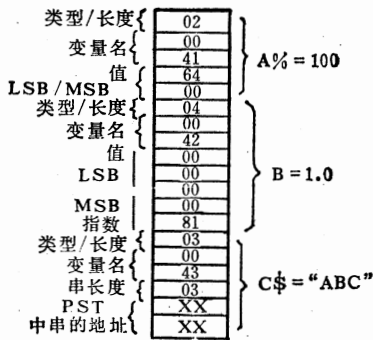 类型/长度 02
00
变量名
41
A% = 100
值 64
LSB/MSB 00
类型/长度 04
00
变量名
42
值 00
LSB 00
B = 1.0
00
MSB 00
指数 81
类型/长度 03
00
变量名
43
串长度 03
C$ = “ABC”
PST XX
中串的地址 XX